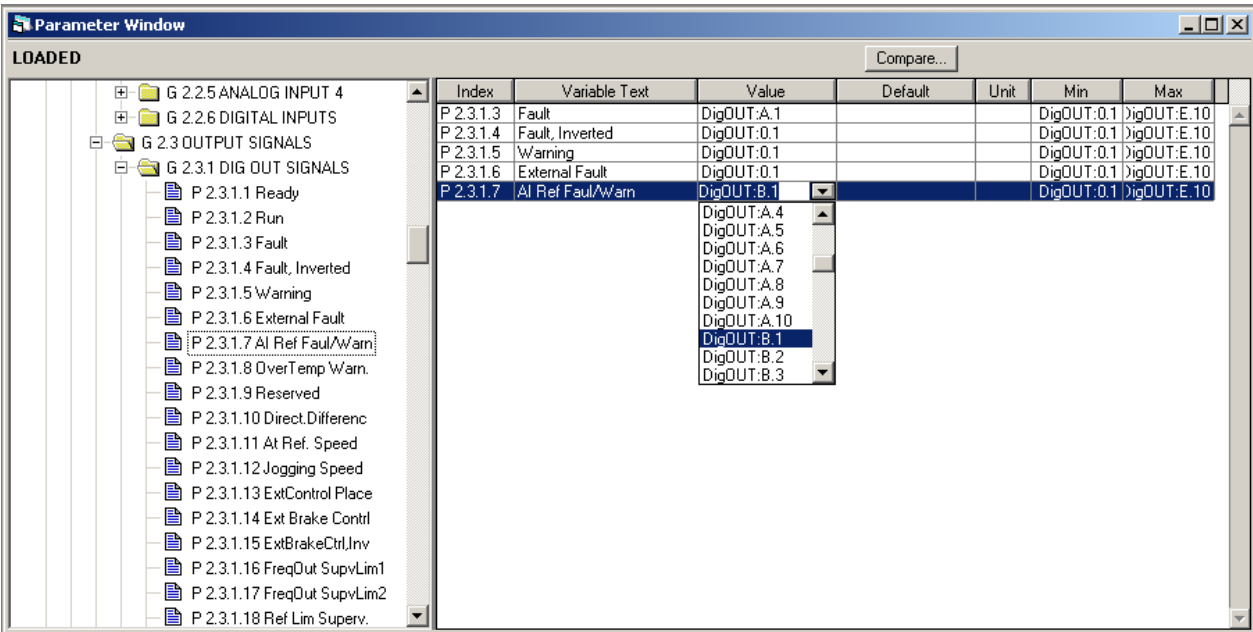 Parameter Window
LOADED
Compare...
G 2.2.5 ANALOG INPUT 4
G 2.2.6 DIGITAL INPUTS
G 2.3 OUTPUT SIGNALS
G 2.3.1 DIG OUT SIGNALS
P 2.3.1.1 Ready
P 2.3.1.2 Run
P 2.3.1.3 Fault
P 2.3.1.4 Fault, Inverted
P 2.3.1.5 Warning
P 2.3.1.6 External Fault
P 2.3.1.7 AI Ref Faul/Warn
P 2.3.1.8 OverTemp Warn.
P 2.3.1.9 Reserved
P 2.3.1.10 Direct.Differenc
P 2.3.1.11 At Ref. Speed
P 2.3.1.12 Jogging Speed
P 2.3.1.13 ExtControl Place
P 2.3.1.14 Ext Brake Contrl
P 2.3.1.15 ExtBrakeCtrl,Inv
P 2.3.1.16 FreqOut SupvLim1
P 2.3.1.17 FreqOut SupvLim2
P 2.3.1.18 Ref Lim Superv.
Index Variable Text Value Default Unit Min Max
P 2.3.1.3 Fault DigOUT:A.1 DigOUT:0.1 DigOUT:E.10
P 2.3.1.4 Fault, Inverted DigOUT:0.1 DigOUT:0.1 DigOUT:E.10
P 2.3.1.5 Warning DigOUT:0.1 DigOUT:0.1 DigOUT:E.10
P 2.3.1.6 External Fault DigOUT:0.1 DigOUT:0.1 DigOUT:E.10
P 2.3.1.7 AI Ref Faul/Warn DigOUT:B.1 DigOUT:0.1 DigOUT:E.10
DigOUT:A.4
DigOUT:A.5
DigOUT:A.6
DigOUT:A.7
DigOUT:A.8
DigOUT:A.9
DigOUT:A.10
DigOUT:B.1
DigOUT:B.2
DigOUT:B.3